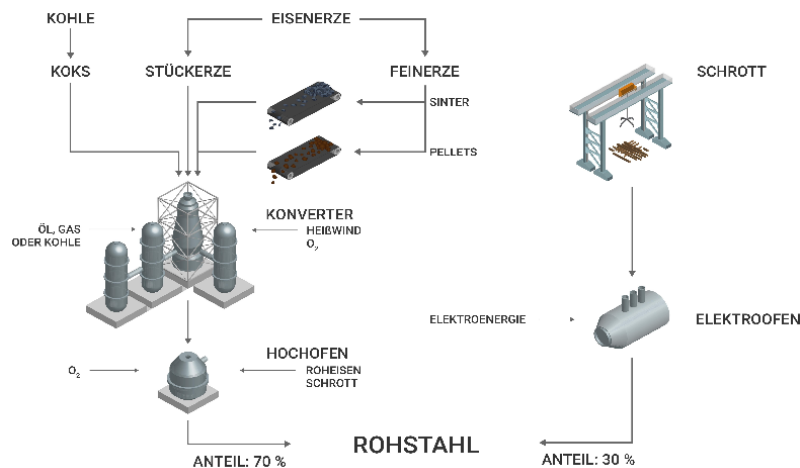 KOHLE
EISENERZE
KOKS
STÜCKERZE
FEINERZE
SCHROTT
SINTER
PELLETS
KONVERTER
ÖL, GAS
ODER KOHLE
HEIßWIND
O₂
ELEKTROENERGIE
ELEKTROOFEN
HOCHOFEN
O₂
ROHEISEN
SCHROTT
ROHSTAHL
ANTEIL: 70 %
ANTEIL: 30 %